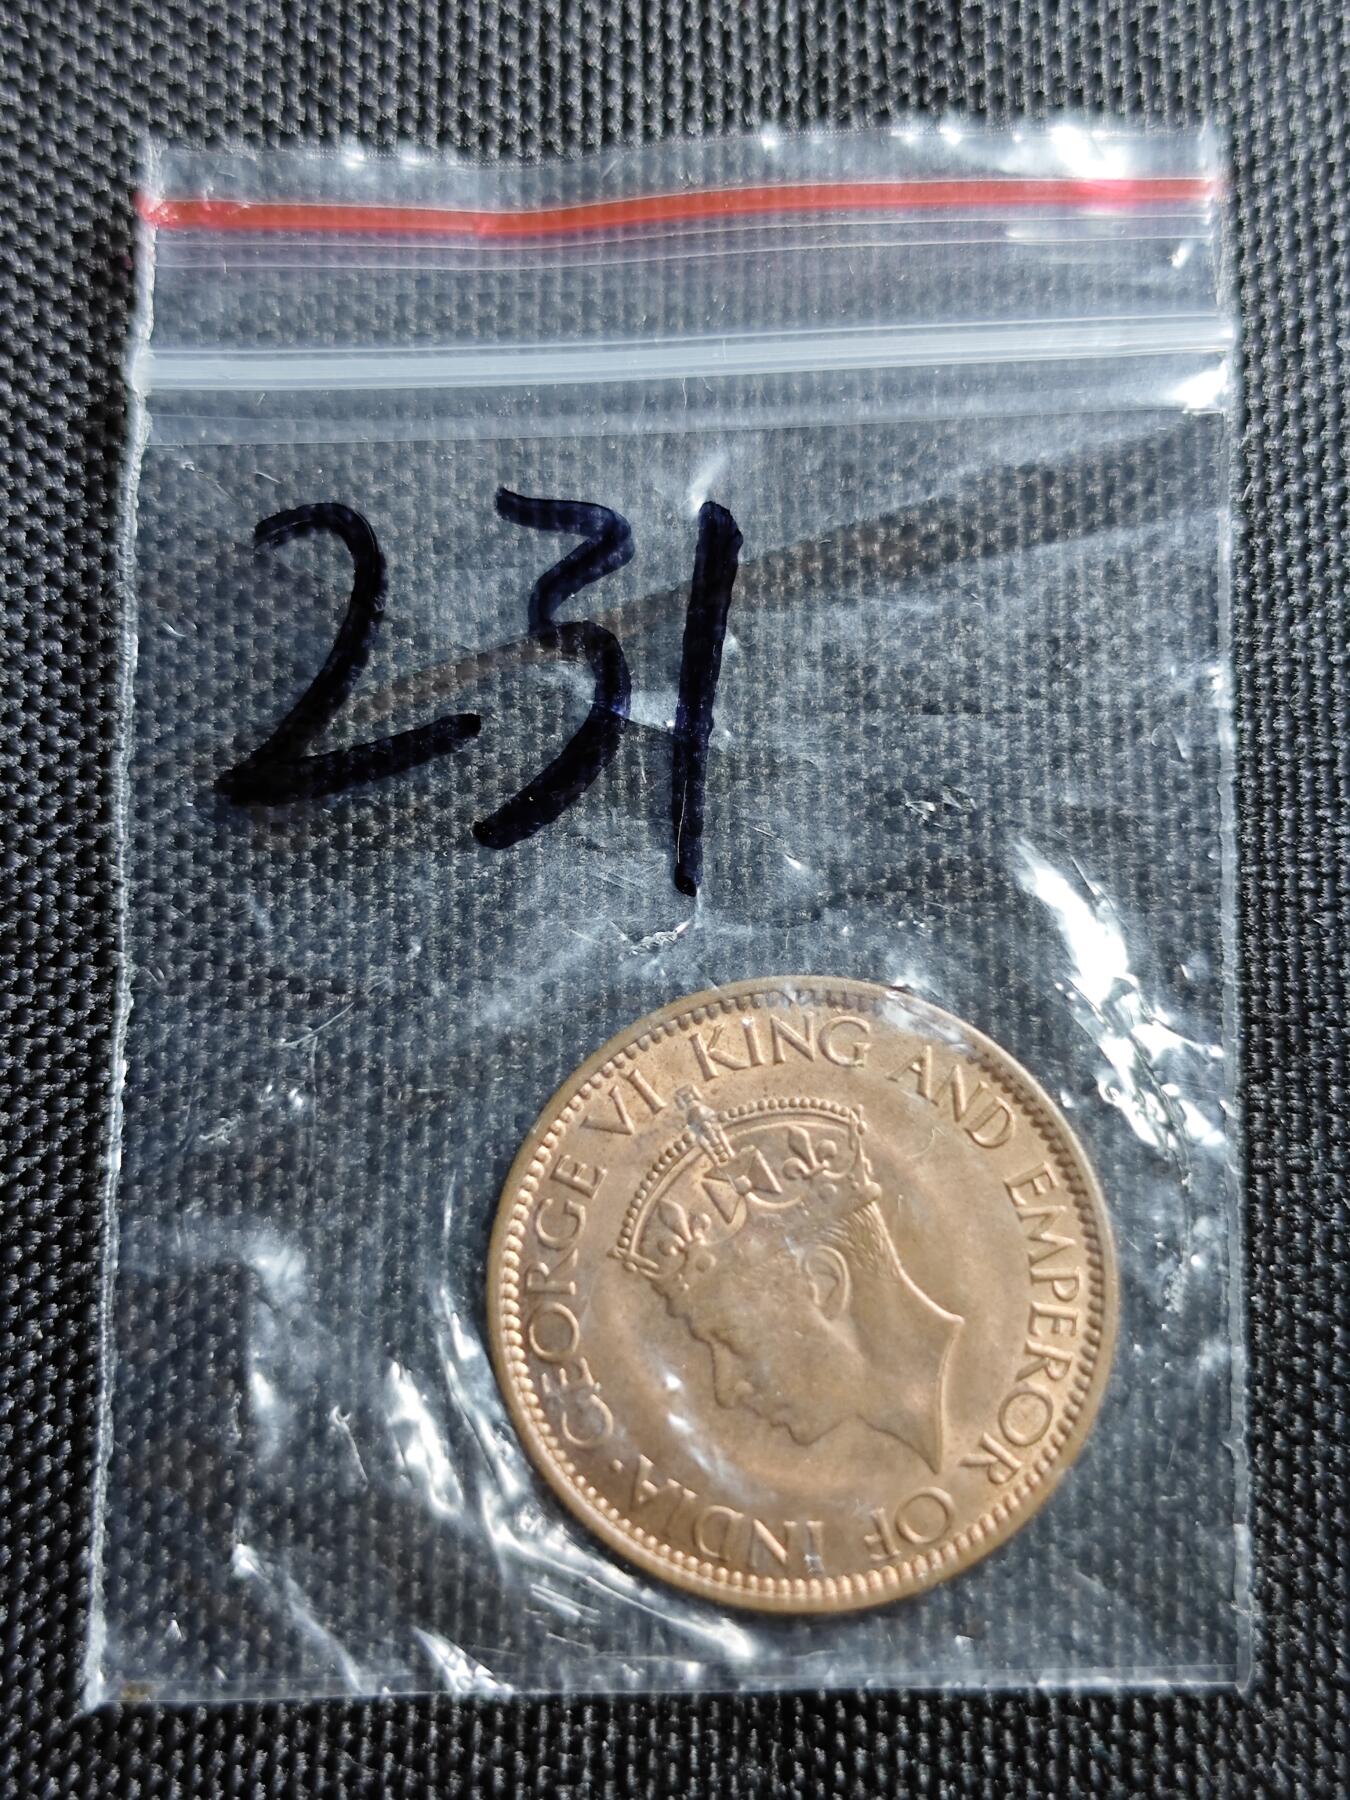 231
GEORGE VI KING AND EMPEROR OF INDIA ·